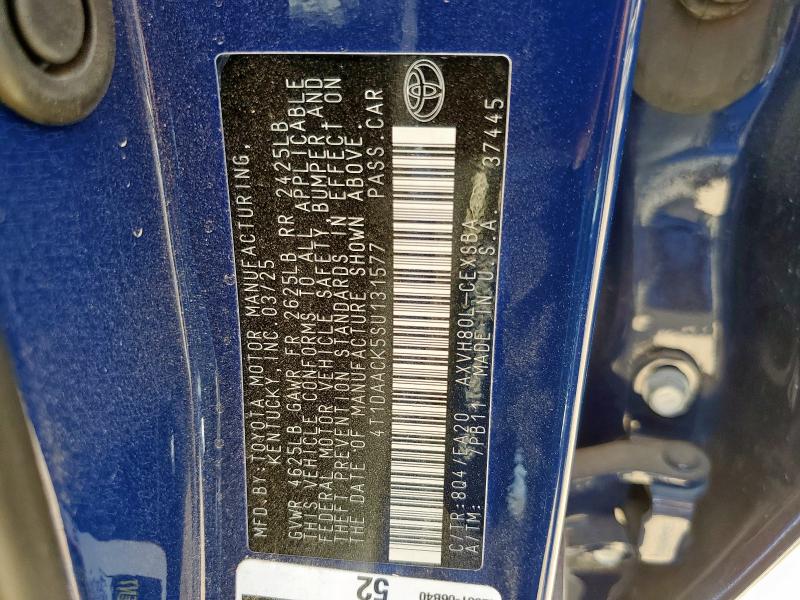 MFD.BY:TOYOTA MOTOR MANUFACTURING,
KENTUCKY, INC. 03/25
GVWR 4625LB GAWR FR 2625LB RR 2425LB
THIS VEHICLE CONFORMS TO ALL APPLICABLE
FEDERAL MOTOR VEHICLE SAFETY, BUMPER AND
THEFT PREVENTION STANDARDS IN EFFECT ON
THE DATE OF MANUFACTURE SHOWN ABOVE.
4T1DAACK5SU131577 PASS CAR
C/TR:8Q4/EA20 AXVH80L-CEXSBA
A/TM: /PB11 MADE IN U.S.A. 37445
52